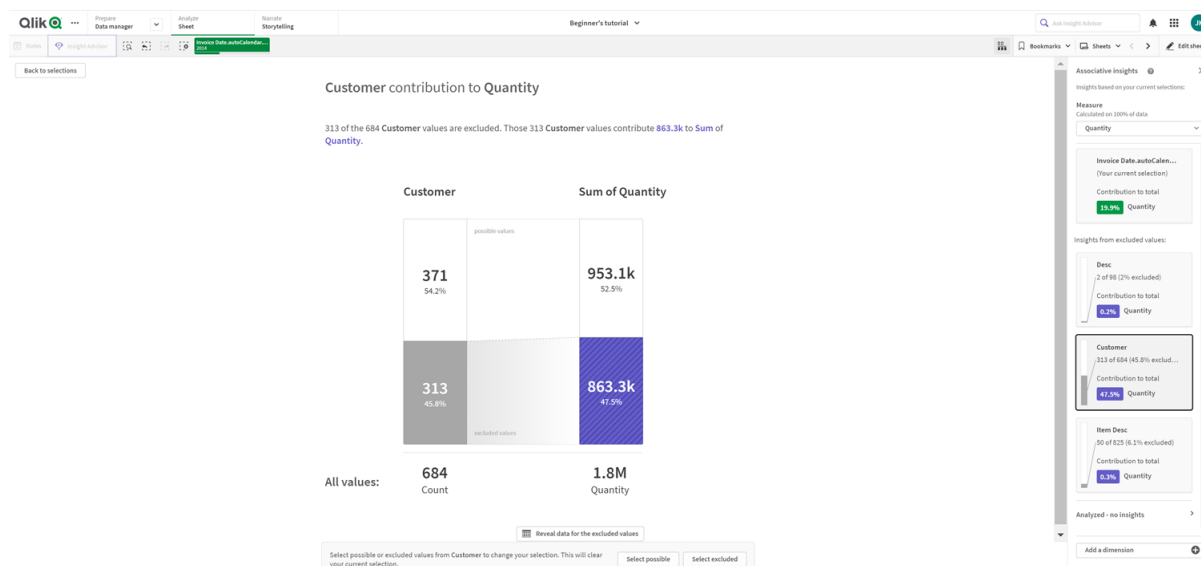 Qlik
Prepare
Data manager
Analyze
Sheet
Narrate
Storytelling
Beginner's tutorial
Ask Insight Advisor
Notes
Insight Advisor
Invoice Date.autoCalendar...
2014
Bookmarks
Sheets
Edit shee
Back to selections
Customer contribution to Quantity
313 of the 684 Customer values are excluded. Those 313 Customer values contribute 863.3k to Sum of
Quantity.
Customer
Sum of Quantity
possible values
371
54.2%
953.1k
52.5%
313
45.8%
863.3k
47.5%
excluded values
All values:
684
Count
1.8M
Quantity
Reveal data for the excluded values
Select possible or excluded values from Customer to change your selection. This will clear
your current selection.
Select possible
Select excluded
Associative insights
Insights based on your current selections:
Measure
Calculated on 100% of data
Quantity
Invoice Date.autoCalen...
(Your current selection)
Contribution to total
19.9% Quantity
Insights from excluded values:
Desc
2 of 98 (2% excluded)
Contribution to total
0.2% Quantity
Customer
313 of 684 (45.8% exclud...
Contribution to total
47.5% Quantity
Item Desc
50 of 825 (6.1% excluded)
Contribution to total
0.3% Quantity
Analyzed - no insights
Add a dimension